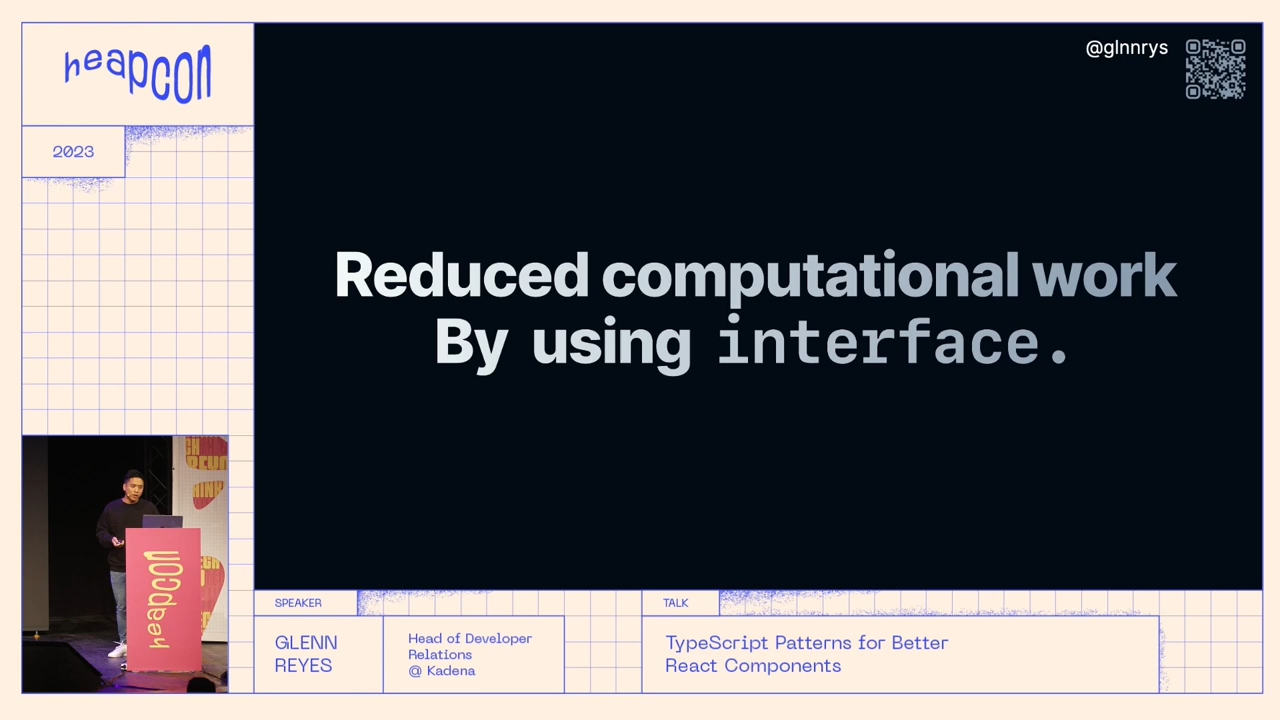 heapcon
2023
@glnnrys
Reduced computational work
By using interface.
heapcon
SPEAKER
GLENN
REYES
Head of Developer
Relations
@ Kadena
TALK
TypeScript Patterns for Better
React Components